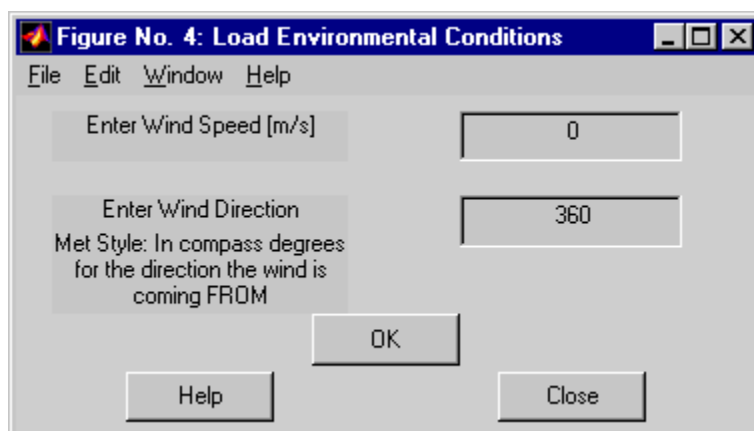 Figure No. 4: Load Environmental Conditions
File Edit Window Help
Enter Wind Speed [m/s]
0
Enter Wind Direction
360
Met Style: In compass degrees
for the direction the wind is
coming FROM
OK
Help
Close